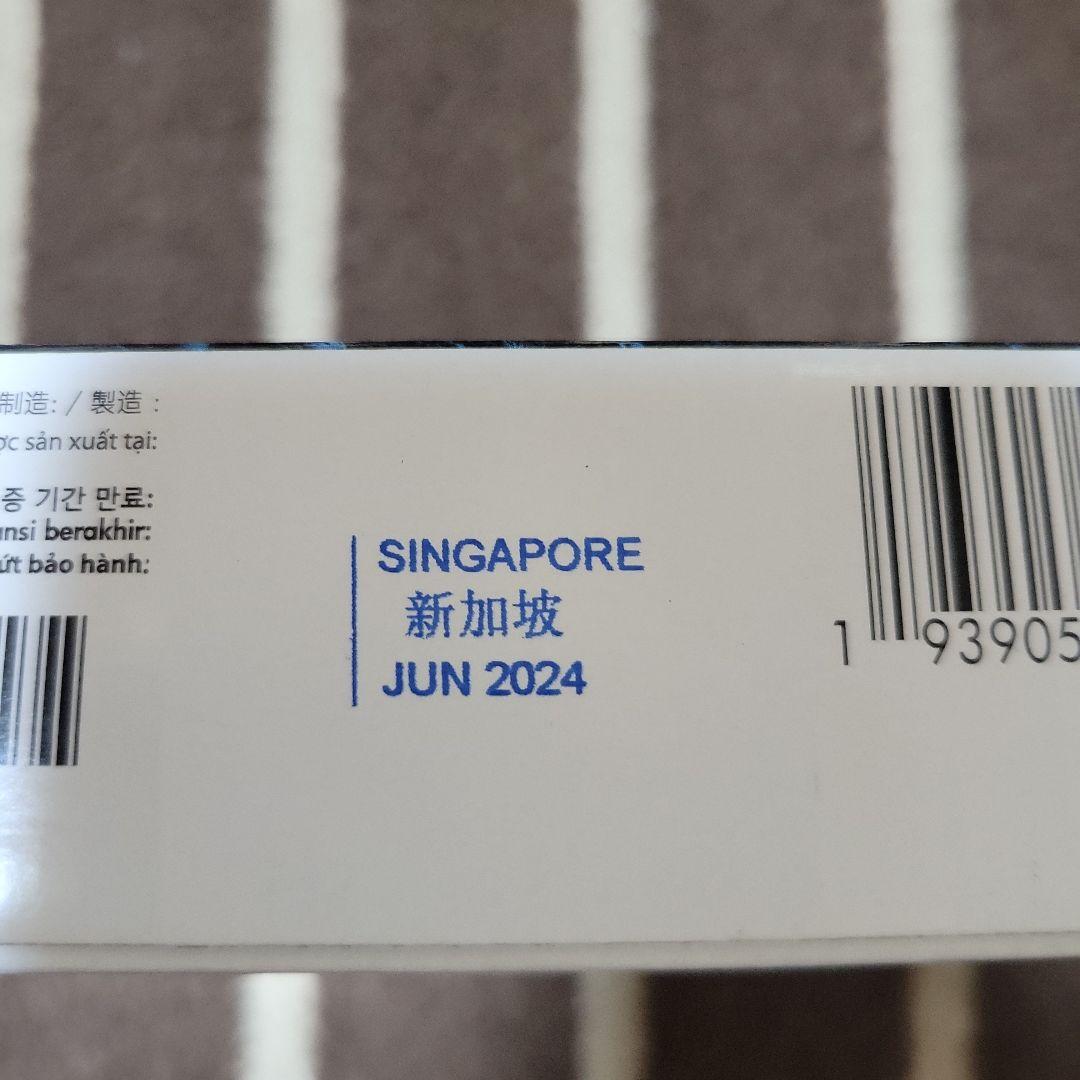 制造: / 製造 :
ợc sản xuất tại:
증 기간 만료:
ansi berakhir:
ứt bảo hành:
SINGAPORE
新加坡
JUN 2024
1 93905